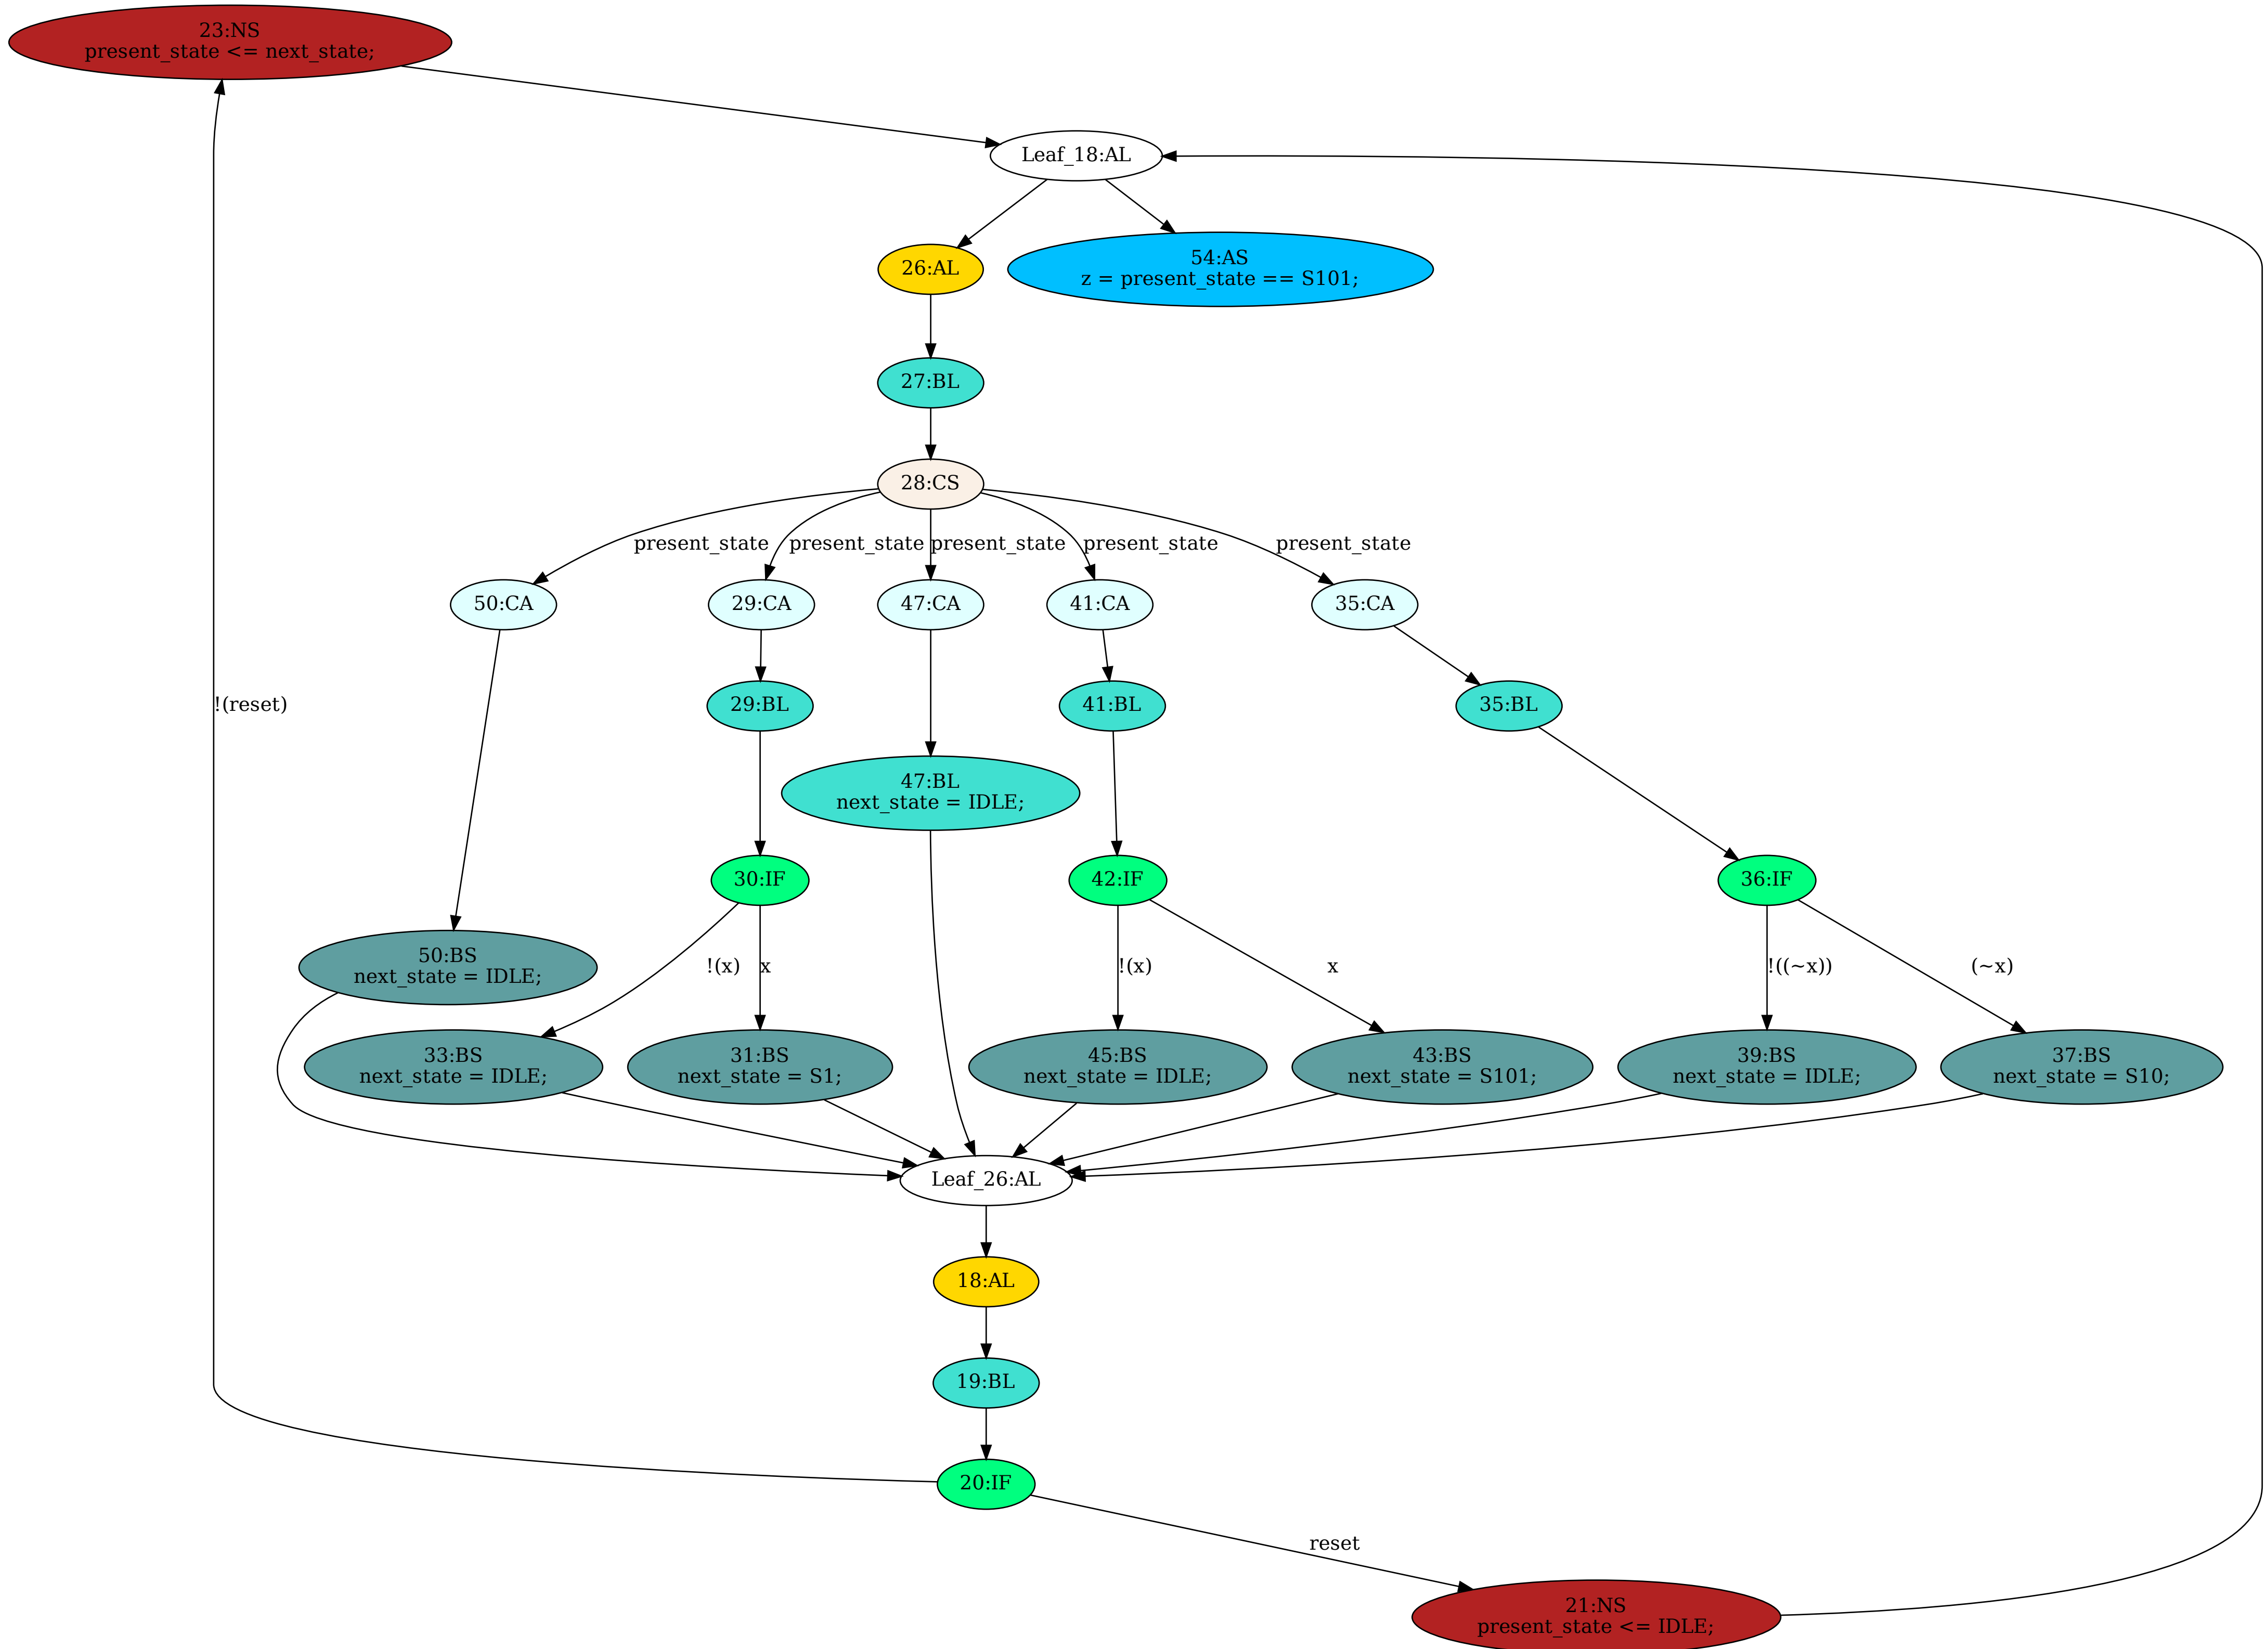 23:NS
present_state <= next_state;
Leaf_18:AL
26:AL
54:AS
z = present_state == S101;
27:BL
28:CS
present_state
present_state
present_state
present_state
present_state
50:CA
29:CA
47:CA
41:CA
35:CA
!(reset)
29:BL
41:BL
35:BL
47:BL
next_state = IDLE;
30:IF
42:IF
36:IF
50:BS
next_state = IDLE;
!(x)
x
!(x)
x
!((~x))
(~x)
33:BS
next_state = IDLE;
31:BS
next_state = S1;
45:BS
next_state = IDLE;
43:BS
next_state = S101;
39:BS
next_state = IDLE;
37:BS
next_state = S10;
Leaf_26:AL
18:AL
19:BL
20:IF
reset
21:NS
present_state <= IDLE;